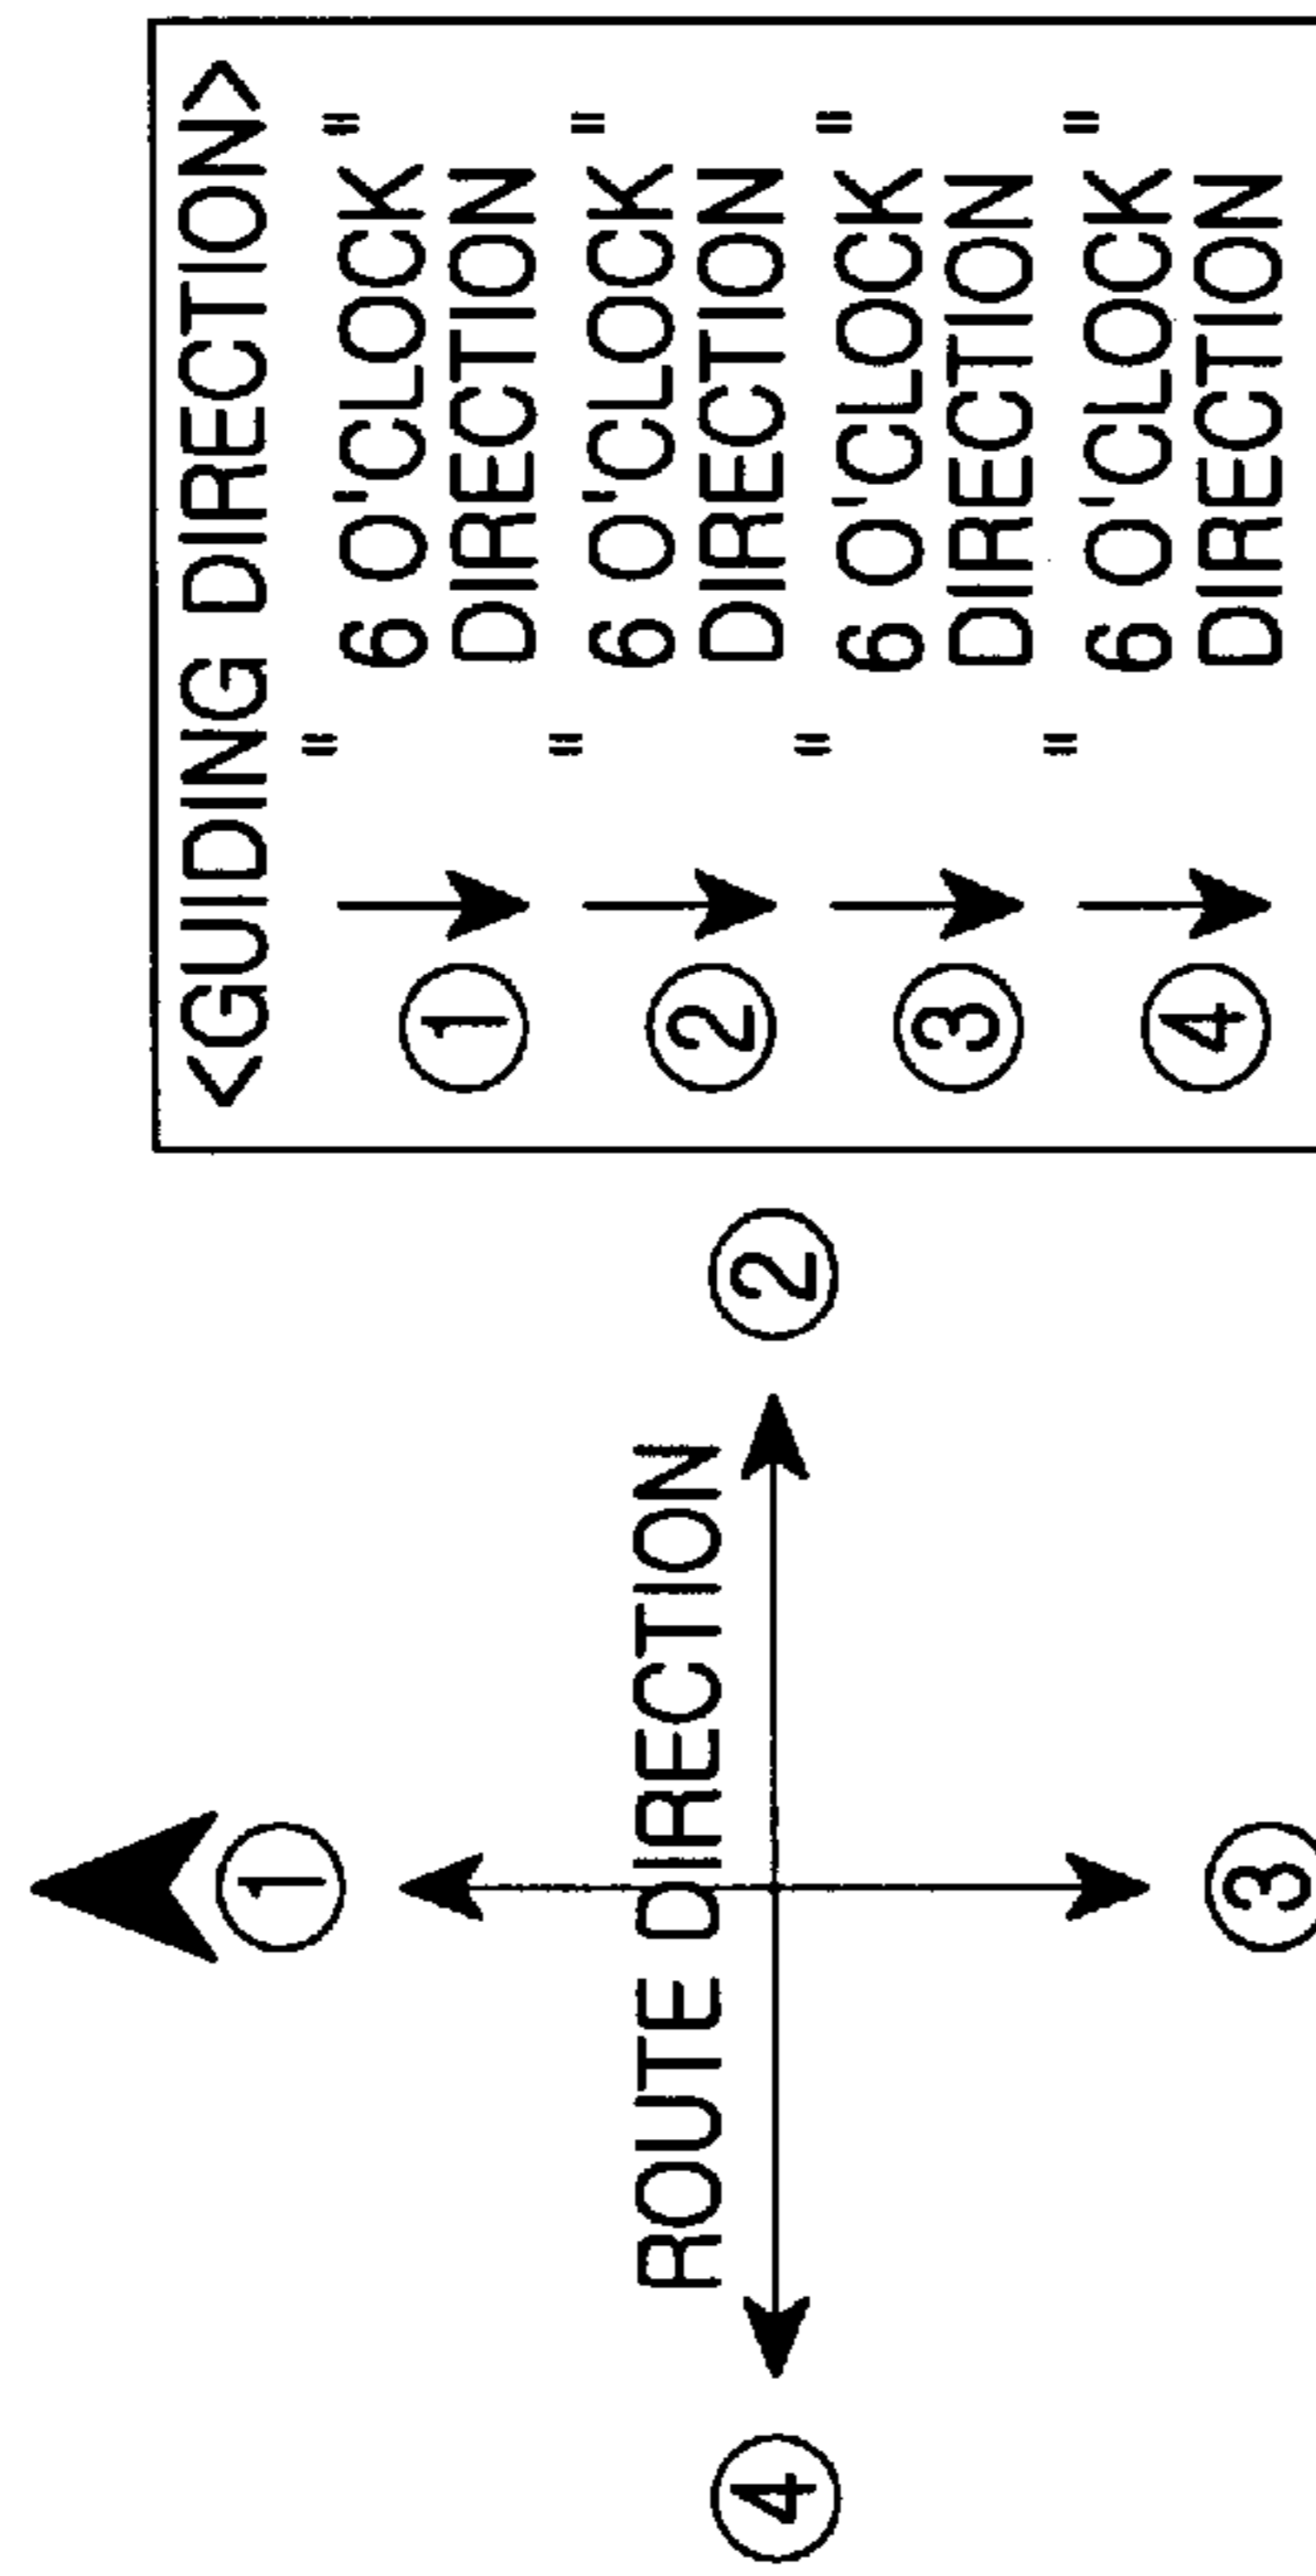 ①
ROUTE DIRECTION
④
②
③
<GUIDING DIRECTION>
① "6 O'CLOCK"
DIRECTION
② "6 O'CLOCK"
DIRECTION
③ "6 O'CLOCK"
DIRECTION
④ "6 O'CLOCK"
DIRECTION